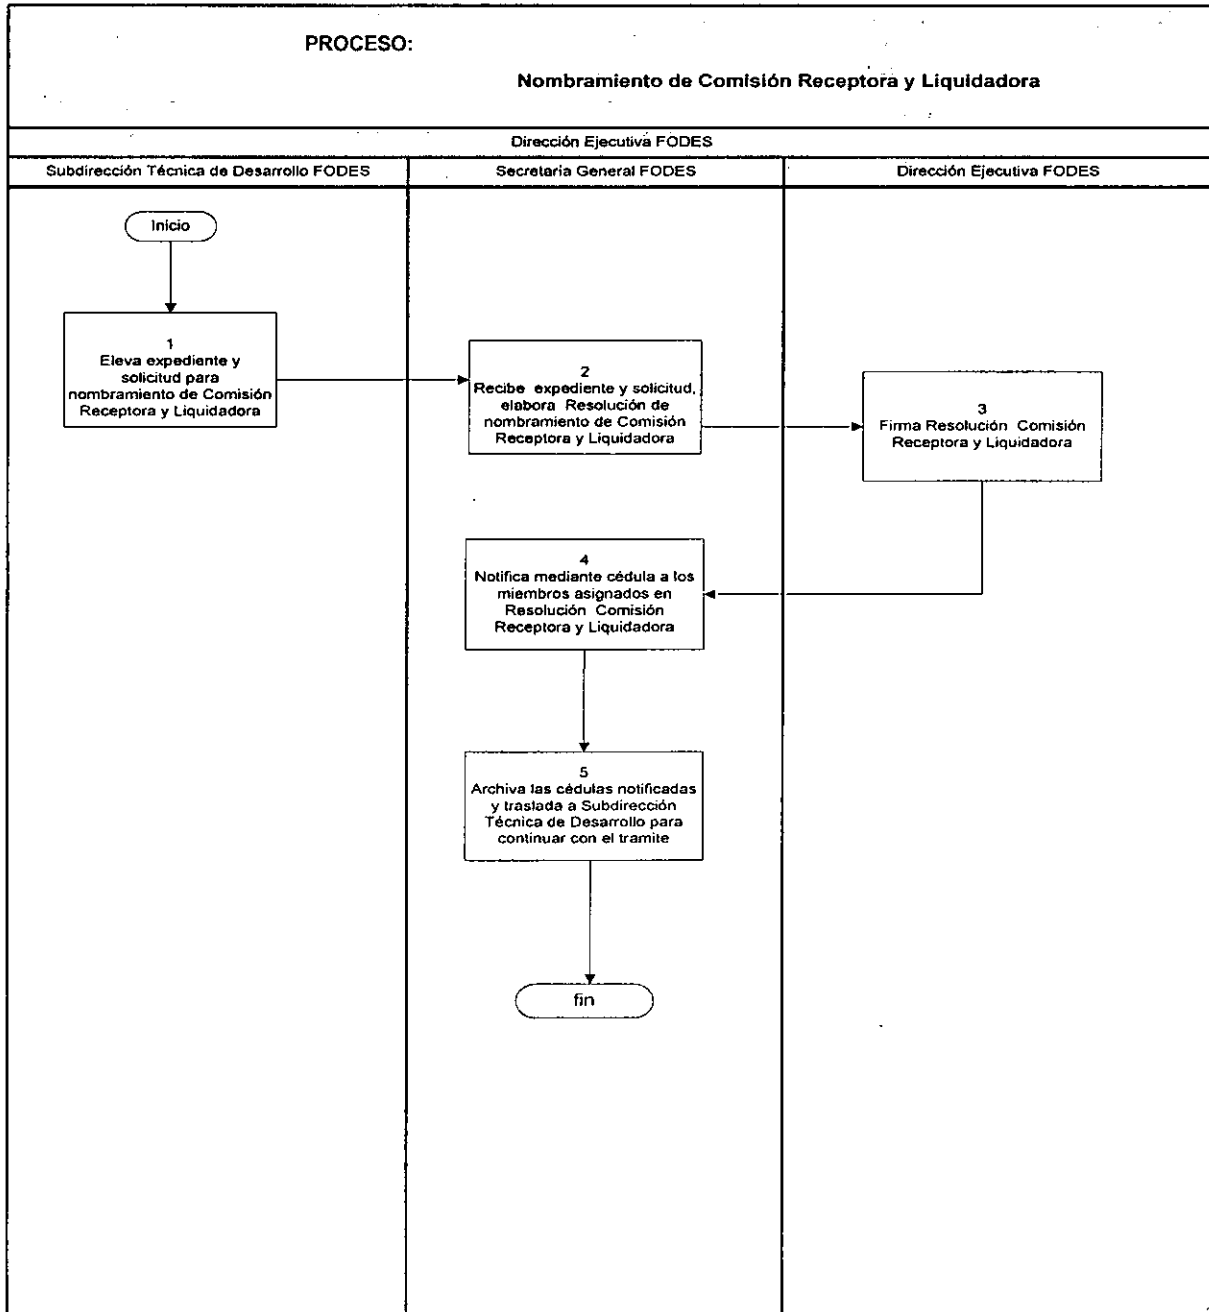 PROCESO:
Nombramiento de Comisión Receptora y Liquidadora
Dirección Ejecutiva FODES
Subdirección Técnica de Desarrollo FODES
Secretaría General FODES
Dirección Ejecutiva FODES
Inicio
1
Eleva expediente y
solicitud para
nombramiento de Comisión
Receptora y Liquidadora
2
Recibe expediente y solicitud,
elabora Resolución de
nombramiento de Comisión
Receptora y Liquidadora
3
Firma Resolución Comisión
Receptora y Liquidadora
4
Notifica mediante cédula a los
miembros asignados en
Resolución Comisión
Receptora y Liquidadora
5
Archiva las cédulas notificadas
y traslada a Subdirección
Técnica de Desarrollo para
continuar con el tramite
fin